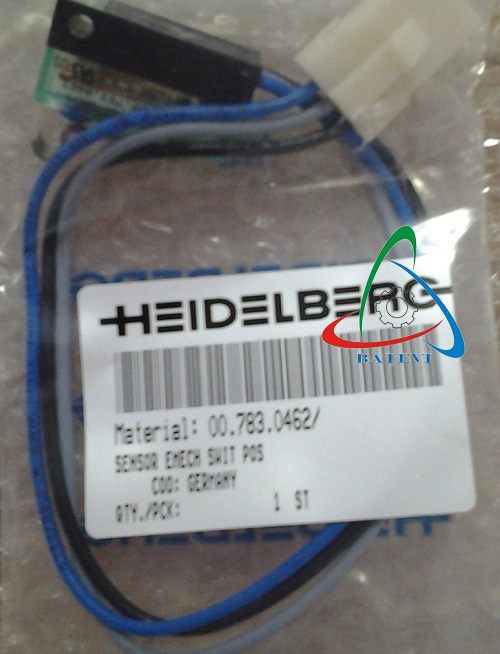 HEIDELBERG
BATENT
Material: 00.783.0462/
SENSOR EMECH SWIT POS
COO: GERMANY
QTY./PCK: 1 ST